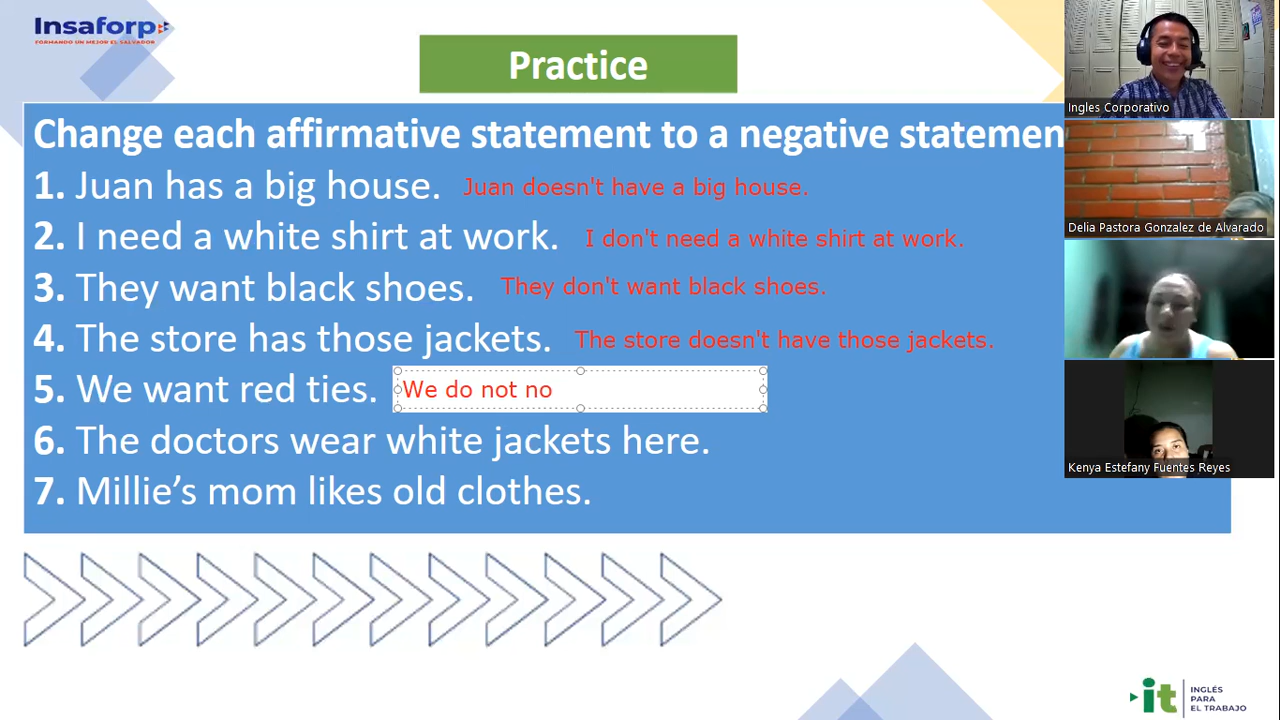 Insaforp
FORMANDO UN MEJOR EL SALVADOR
Practice
Change each affirmative statement to a negative statemen
1. Juan has a big house. Juan doesn't have a big house.
2. I need a white shirt at work. I don't need a white shirt at work.
3. They want black shoes. They don't want black shoes.
4. The store has those jackets. The store doesn't have those jackets.
5. We want red ties. We do not no
6. The doctors wear white jackets here.
7. Millie's mom likes old clothes.
Ingles Corporativo
Delia Pastora Gonzalez de Alvarado
Kenya Estefany Fuentes Reyes
it
INGLÉS
PARA
EL TRABAJO